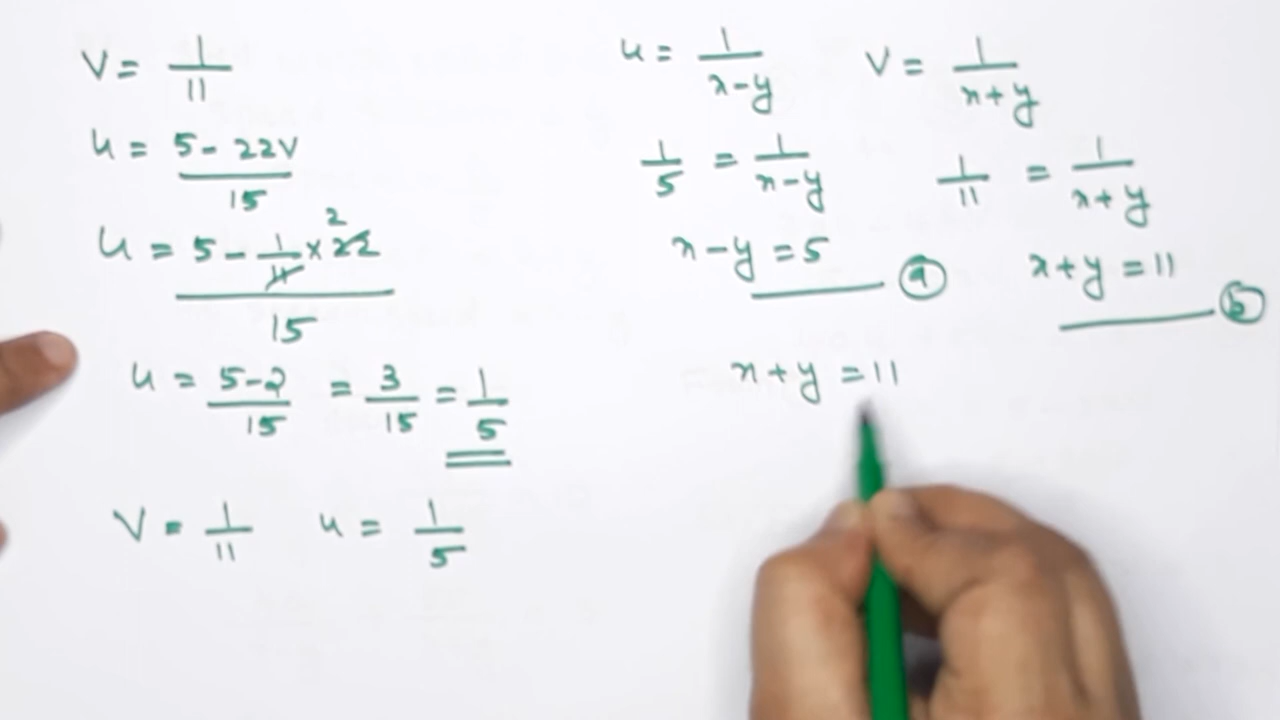 V = 1/11
u = (5 - 22V)/15
u = (5 - 1/11 × 22 2)/15
u = (5-2)/15 = 3/15 = 1/5
V = 1/11 u = 1/5
u = 1/(x-y) V = 1/(x+y)
1/5 = 1/(x-y) 1/11 = 1/(x+y)
x-y = 5 (a) x+y = 11 (b)
x+y = 11